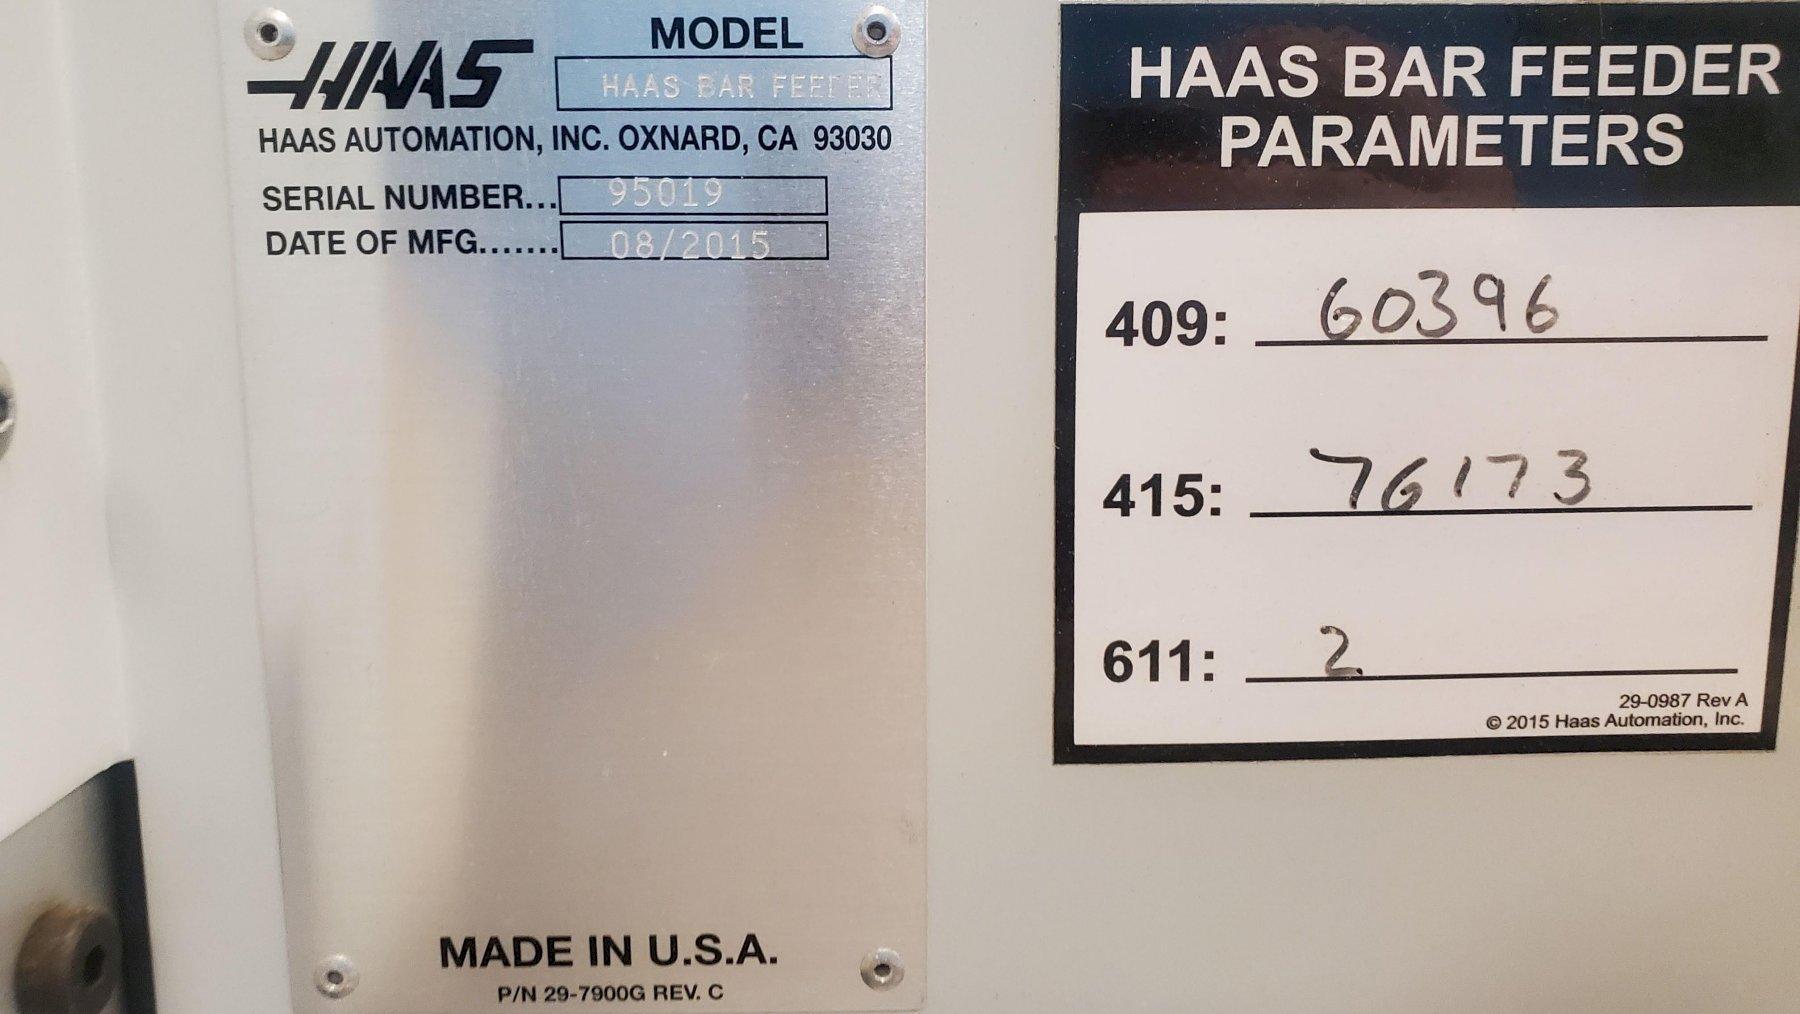 HAAS
MODEL
HAAS BAR FEEDER
HAAS AUTOMATION, INC. OXNARD, CA 93030
SERIAL NUMBER... 95019
DATE OF MFG....... 08/2015
MADE IN U.S.A.
P/N 29-7900G REV. C
HAAS BAR FEEDER
PARAMETERS
409: 60396
415: 76173
611: 2
29-0987 Rev A
© 2015 Haas Automation, Inc.